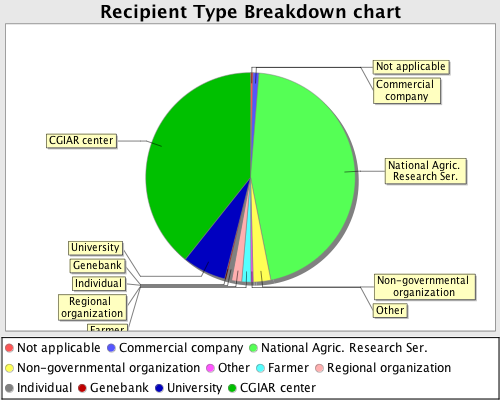 Recipient Type Breakdown chart
Not applicable
Commercial
company
CGIAR center
National Agric.
Research Ser.
University
Genebank
Individual
Regional
organization
Farmer
Non-governmental
organization
Other
Not applicable Commercial company National Agric. Research Ser.
Non-governmental organization Other Farmer Regional organization
Individual Genebank University CGIAR center